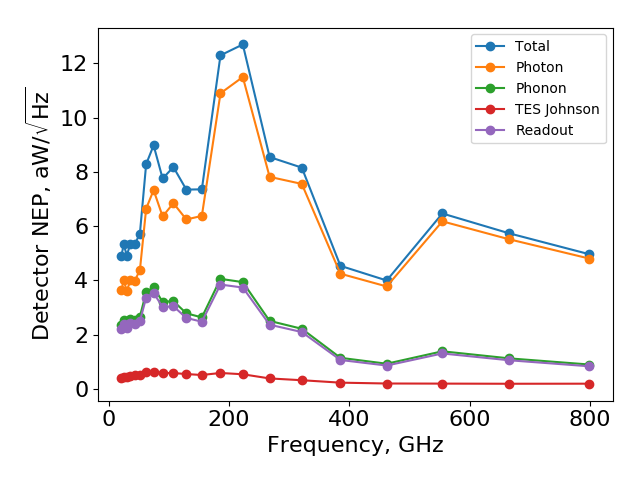 Total
Photon
Phonon
TES Johnson
Readout
Detector NEP, aW/√Hz
12
10
8
6
4
2
0
0 200 400 600 800
Frequency, GHz